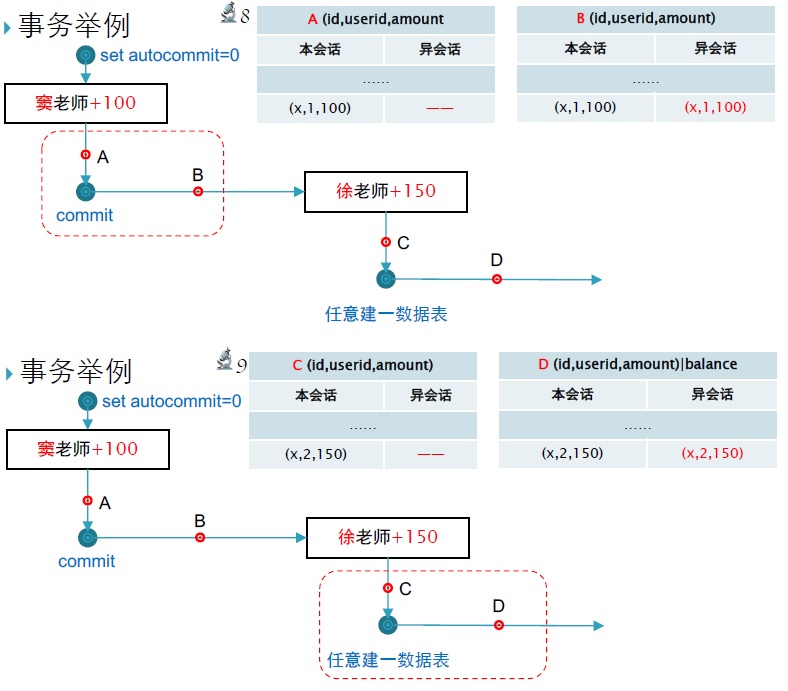 事务举例
8
set autocommit=0
窦老师+100
A
B
commit
徐老师+150
C
D
任意建一数据表
A (id,userid,amount
本会话 异会话
......
(x,1,100) ——
B (id,userid,amount)
本会话 异会话
......
(x,1,100) (x,1,100)
事务举例
9
set autocommit=0
窦老师+100
A
B
commit
徐老师+150
C
D
任意建一数据表
C (id,userid,amount)
本会话 异会话
......
(x,2,150) ——
D (id,userid,amount)|balance
本会话 异会话
......
(x,2,150) (x,2,150)